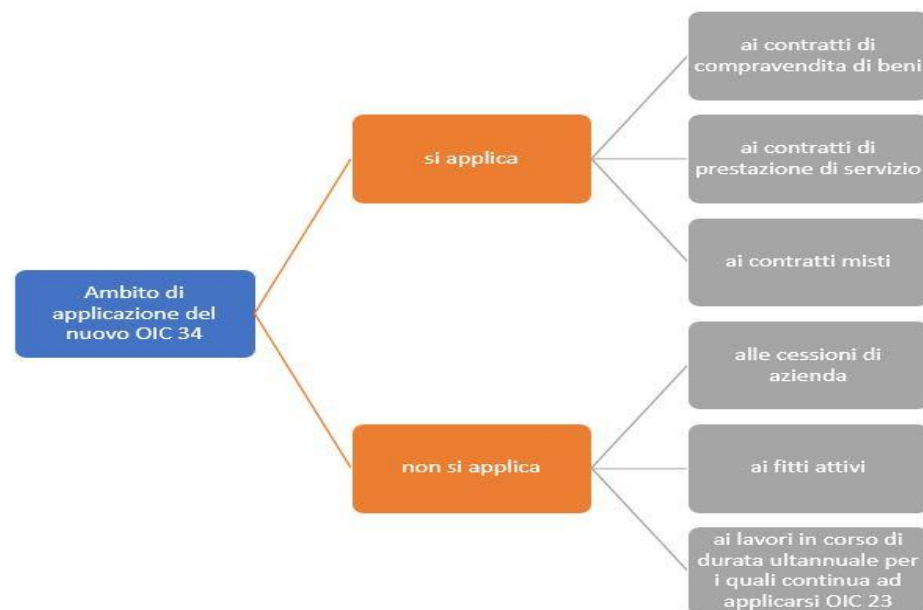 Ambito di
applicazione del
nuovo OIC 34
si applica
ai contratti di
compravendita di beni
ai contratti di
prestazione di servizio
ai contratti misti
non si applica
alle cessioni di
azienda
ai fitti attivi
ai lavori in corso di
durata ultannuale per
i quali continua ad
applicarsi OIC 23